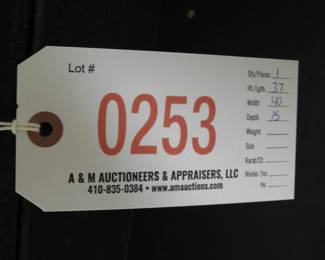 Lot #
0253
A & M AUCTIONEERS & APPRAISERS, LLC
410-835-0384 • www.amauctions.com
Qty/Pieces 1
Ht./Lgth. 37
Width 40
Depth 15
Weight
Size
Karat/Ct.
Works: Yes
No